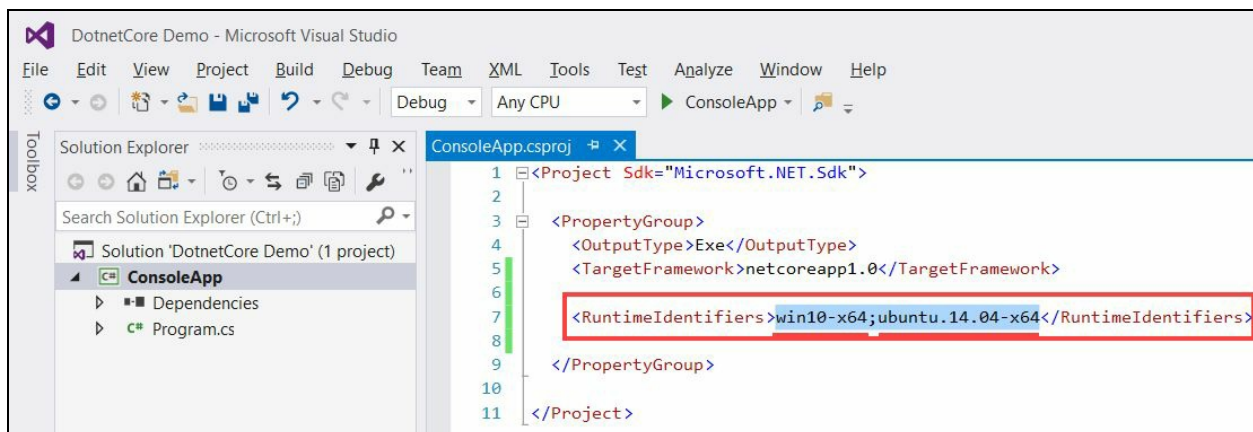 DotnetCore Demo - Microsoft Visual Studio
File Edit View Project Build Debug Team XML Tools Test Analyze Window Help
Debug Any CPU ConsoleApp
Toolbox
Solution Explorer
Search Solution Explorer (Ctrl+;)
Solution 'DotnetCore Demo' (1 project)
C# ConsoleApp
Dependencies
C# Program.cs
ConsoleApp.csproj
1 <Project Sdk="Microsoft.NET.Sdk">
2
3 <PropertyGroup>
4 <OutputType>Exe</OutputType>
5 <TargetFramework>netcoreapp1.0</TargetFramework>
6
7 <RuntimeIdentifiers>win10-x64;ubuntu.14.04-x64</RuntimeIdentifiers>
8
9 </PropertyGroup>
10
11 </Project>